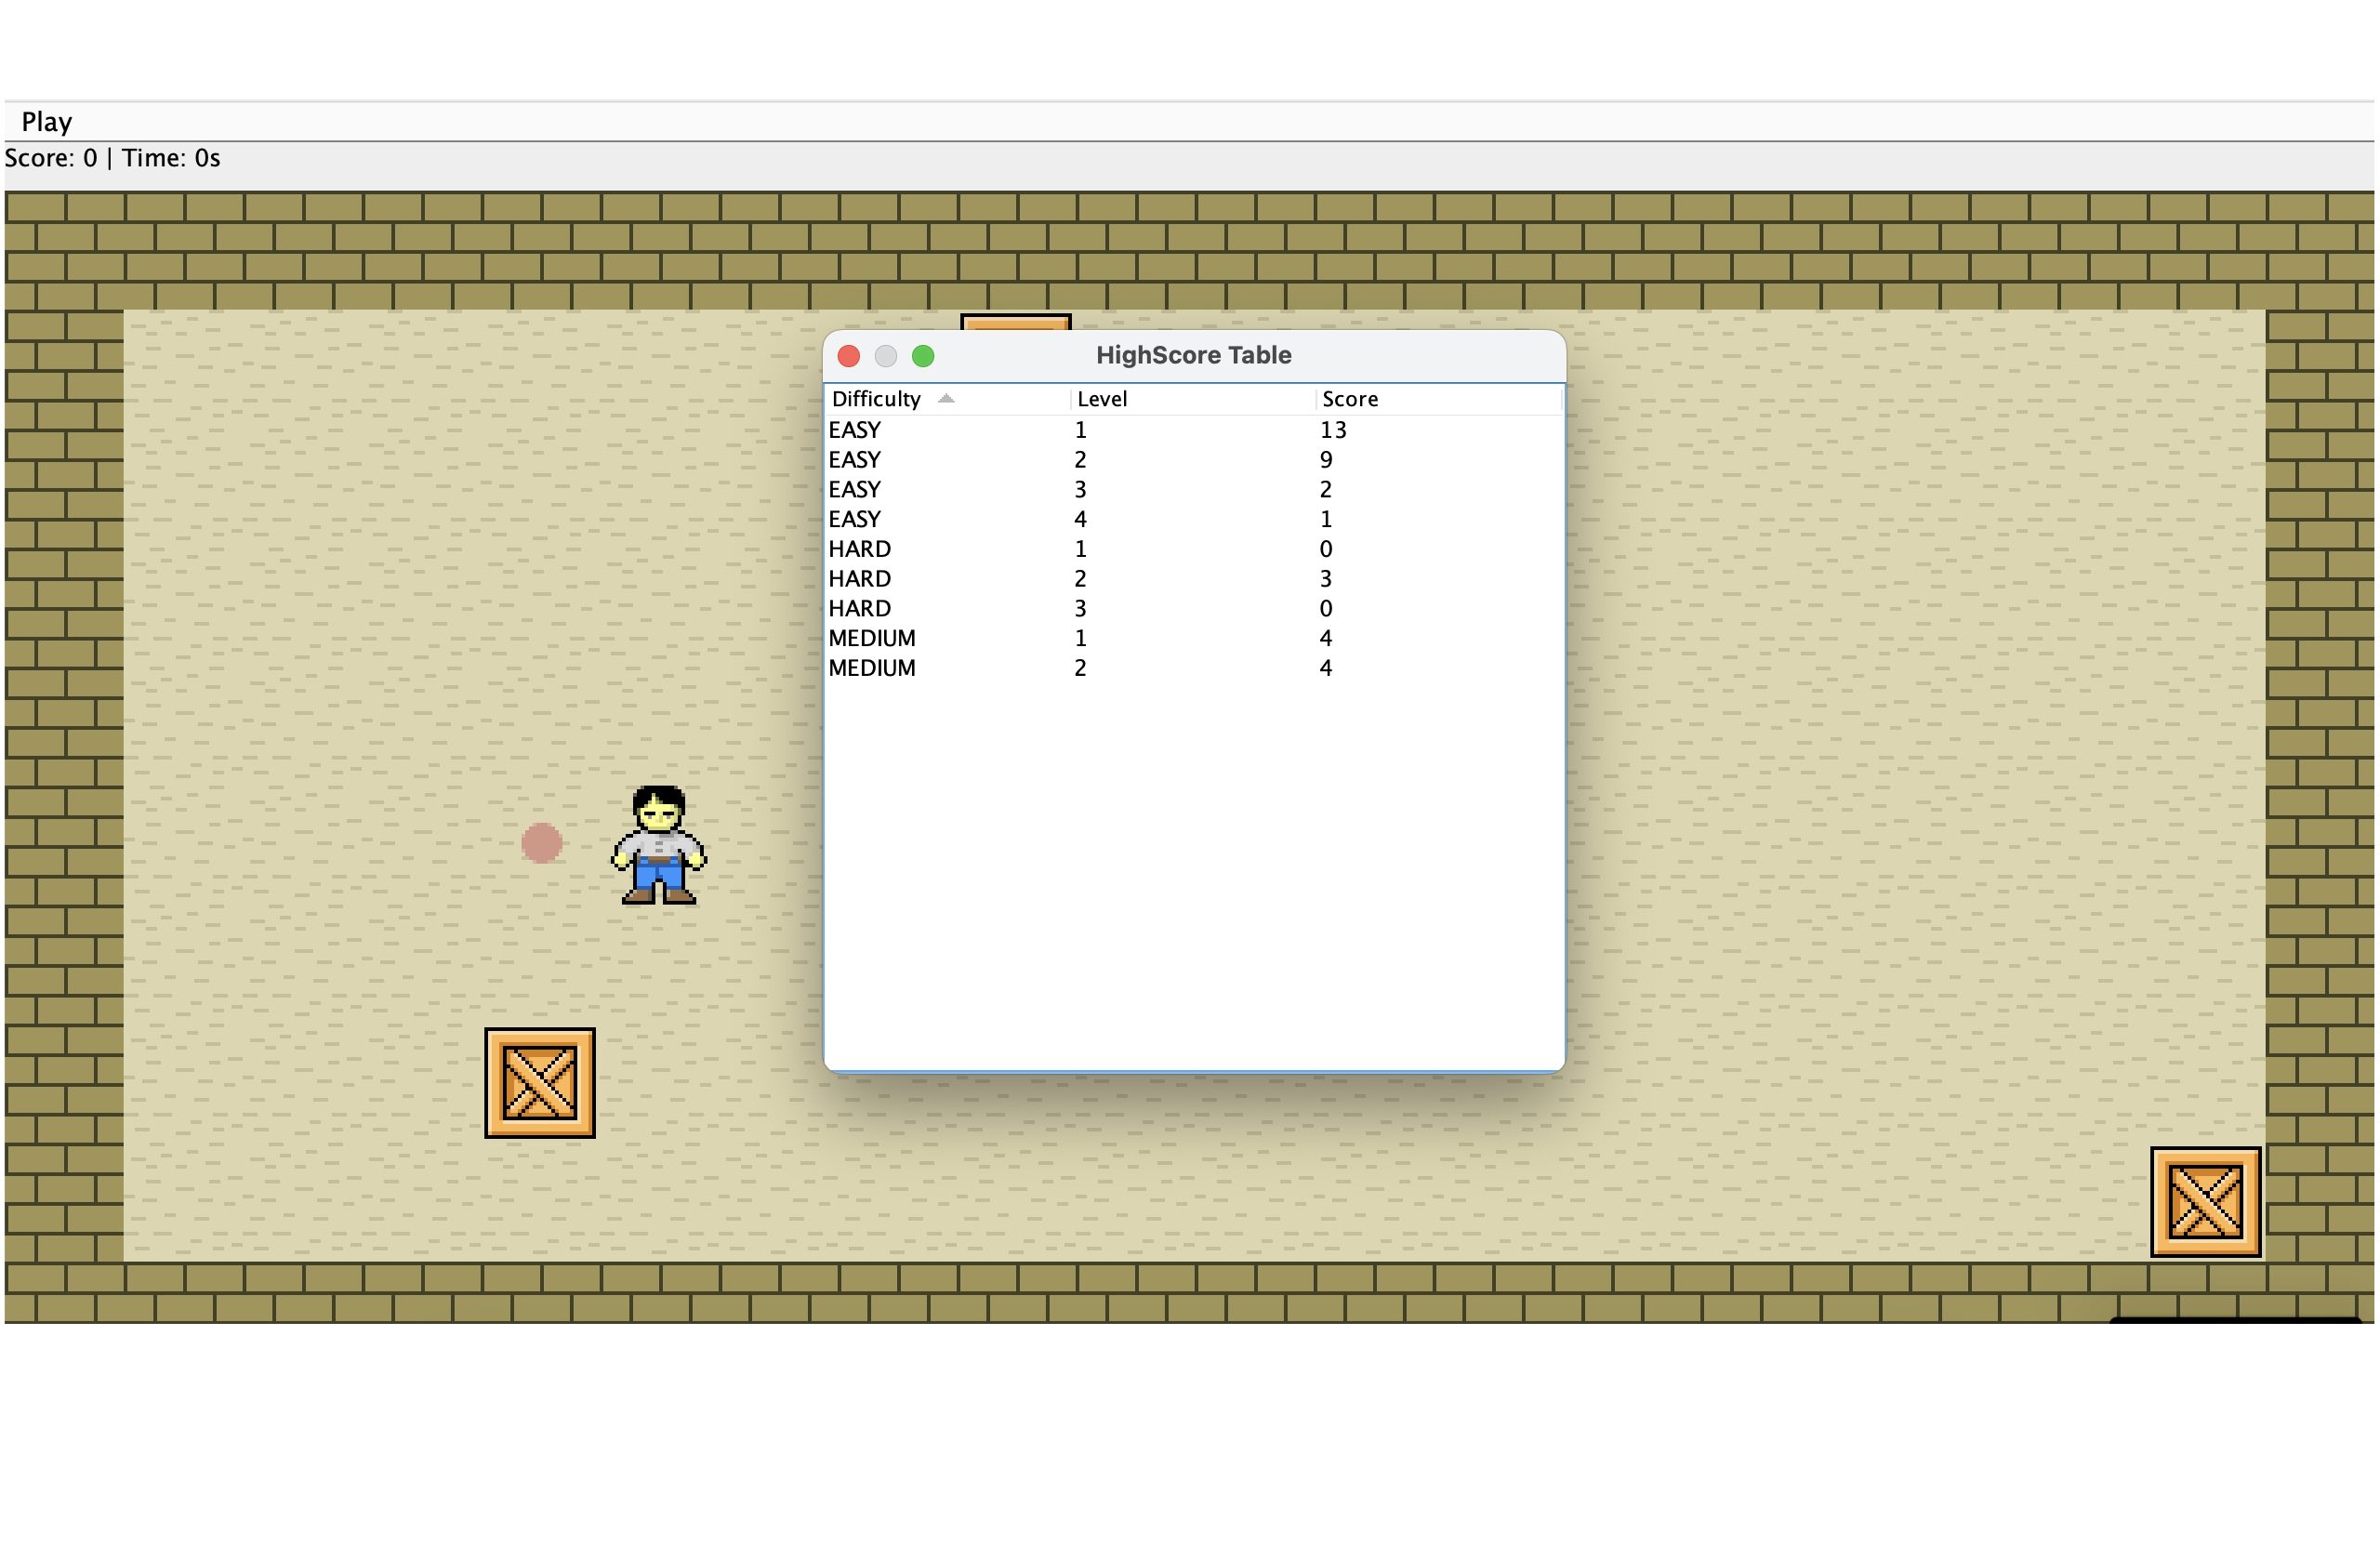 Play
Score: 0 | Time: 0s
HighScore Table
Difficulty Level Score
EASY 1 13
EASY 2 9
EASY 3 2
EASY 4 1
HARD 1 0
HARD 2 3
HARD 3 0
MEDIUM 1 4
MEDIUM 2 4